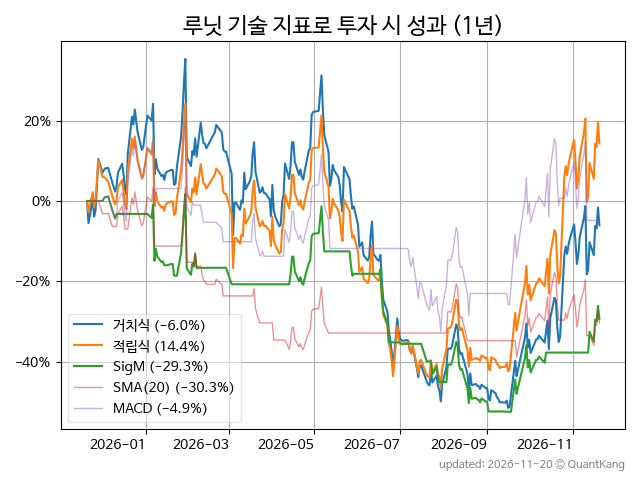 루닛 기술 지표로 투자 시 성과 (1년)
20%
0%
−20%
−40%
거치식 (−6.0%)
적립식 (14.4%)
SigM (−29.3%)
SMA(20) (−30.3%)
MACD (−4.9%)
2026-01 2026-03 2026-05 2026-07 2026-09 2026-11
updated: 2026-11-20 © QuantKang